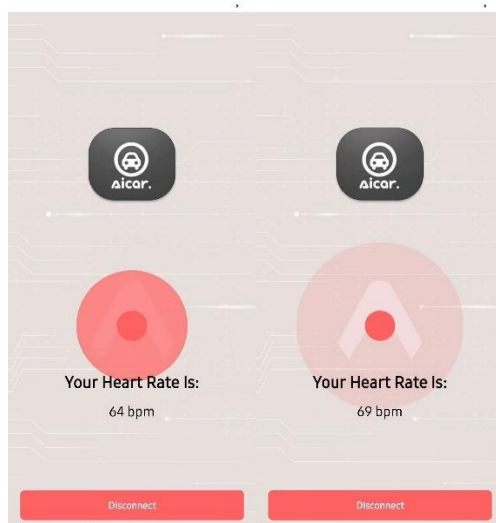 Aicar.
Your Heart Rate Is:
64 bpm
Disconnect
Aicar.
Your Heart Rate Is:
69 bpm
Disconnect